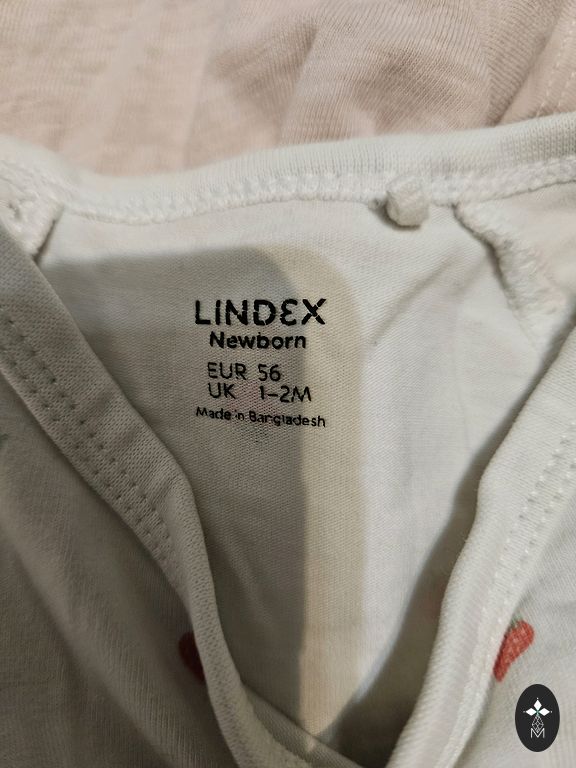 LINDEX
Newborn
EUR 56
UK 1-2M
Made in Bangladesh
M